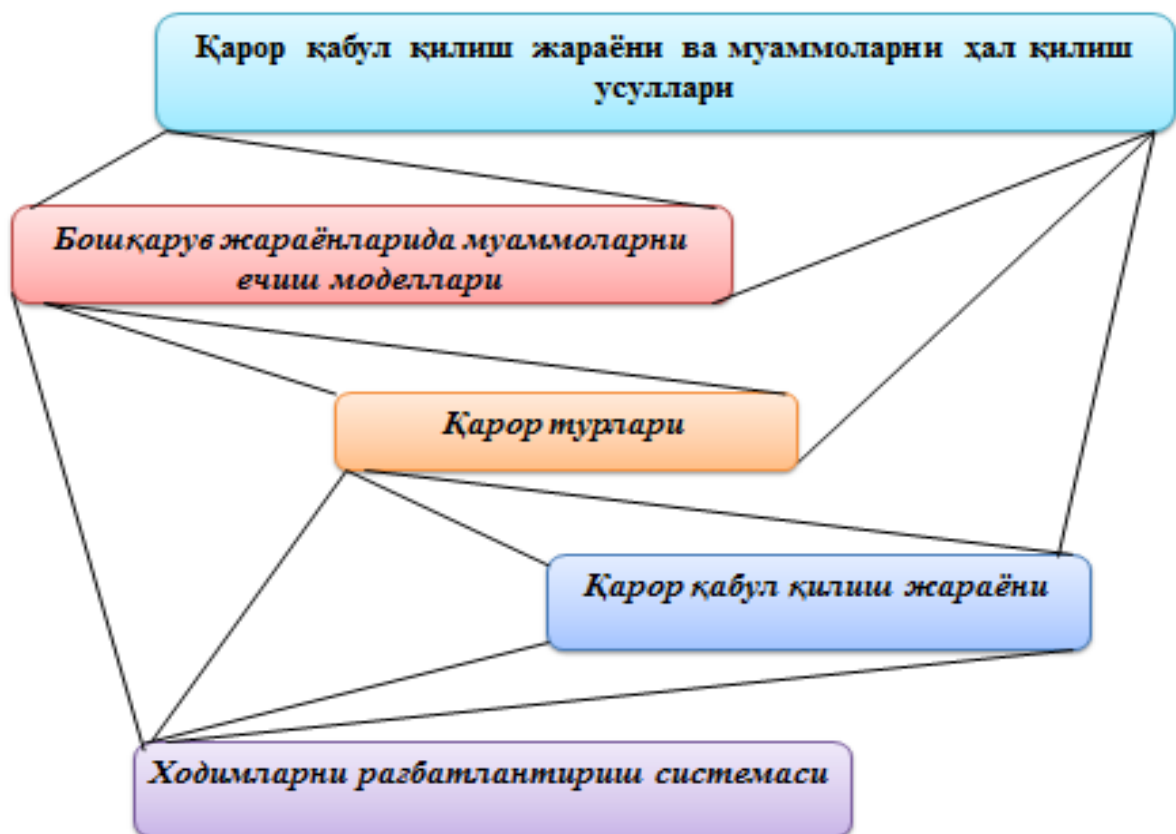 Қарор қабул қилиш жараёни ва муаммоларни ҳал қилиш
усуллари
Бошқарув жараёнларида муаммоларни
ечиш моделлари
Қарор турлари
Қарор қабул қилиш жараёни
Ходимларни рағбатлантириш системаси